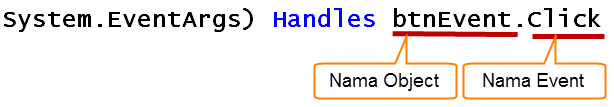 System.EventArgs) Handles btnEvent.Click
Nama Object
Nama Event